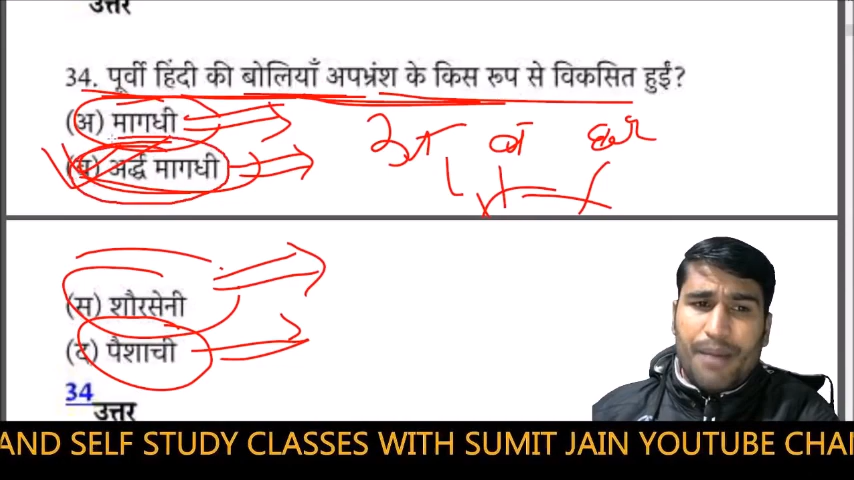 उत्तर
34. पूर्वी हिंदी की बोलियाँ अपभ्रंश के किस रूप से विकसित हुईं?
(अ) मागधी
(ब) अर्द्ध मागधी
(म) शौरसेनी
(द) पैशाची
34
उत्तर
AND SELF STUDY CLASSES WITH SUMIT JAIN YOUTUBE CHA